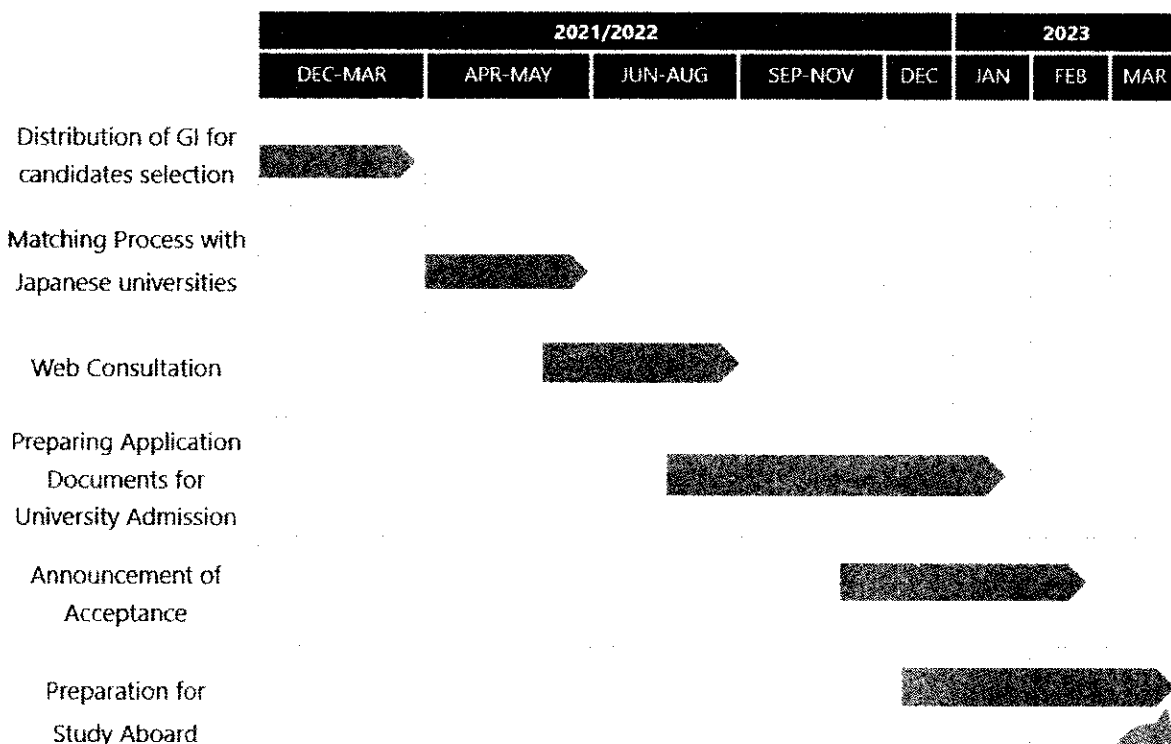 2021/2022 2023
DEC-MAR APR-MAY JUN-AUG SEP-NOV DEC JAN FEB MAR
Distribution of GI for
candidates selection
Matching Process with
Japanese universities
Web Consultation
Preparing Application
Documents for
University Admission
Announcement of
Acceptance
Preparation for
Study Aboard